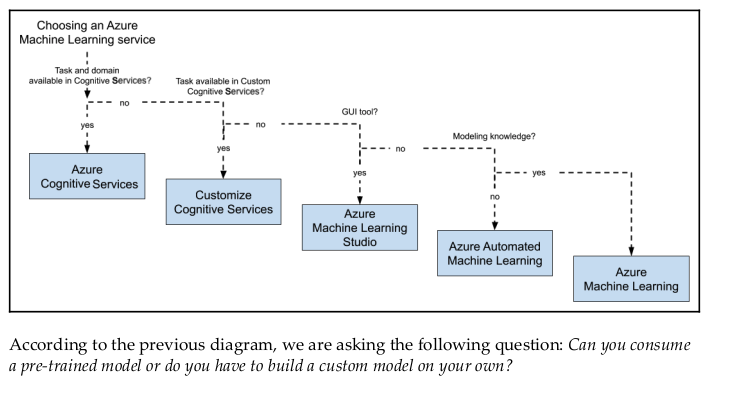 Choosing an Azure
Machine Learning service
Task and domain
available in Cognitive Services?
Task available in Custom
Cognitive Services?
no
GUI tool?
yes
no
Modeling knowledge?
yes
no
yes
yes
no
Azure
Cognitive Services
Customize
Cognitive Services
Azure
Machine Learning
Studio
Azure Automated
Machine Learning
Azure
Machine Learning
According to the previous diagram, we are asking the following question: Can you consume
a pre-trained model or do you have to build a custom model on your own?